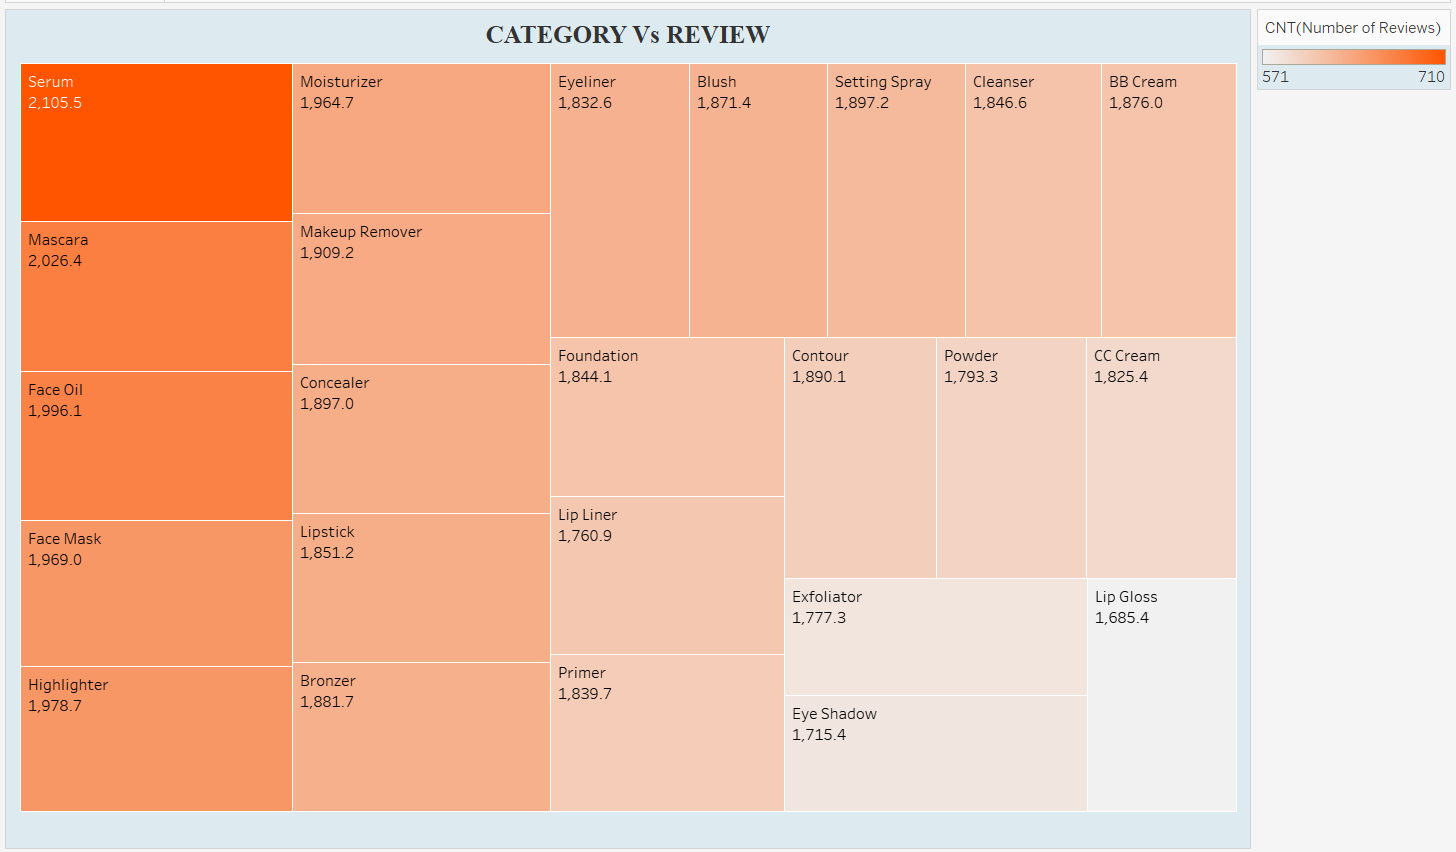 CATEGORY Vs REVIEW
CNT(Number of Reviews)
571 710
Serum
2,105.5
Mascara
2,026.4
Face Oil
1,996.1
Face Mask
1,969.0
Highlighter
1,978.7
Moisturizer
1,964.7
Makeup Remover
1,909.2
Concealer
1,897.0
Lipstick
1,851.2
Bronzer
1,881.7
Eyeliner
1,832.6
Blush
1,871.4
Setting Spray
1,897.2
Cleanser
1,846.6
BB Cream
1,876.0
Foundation
1,844.1
Lip Liner
1,760.9
Primer
1,839.7
Contour
1,890.1
Powder
1,793.3
CC Cream
1,825.4
Exfoliator
1,777.3
Eye Shadow
1,715.4
Lip Gloss
1,685.4